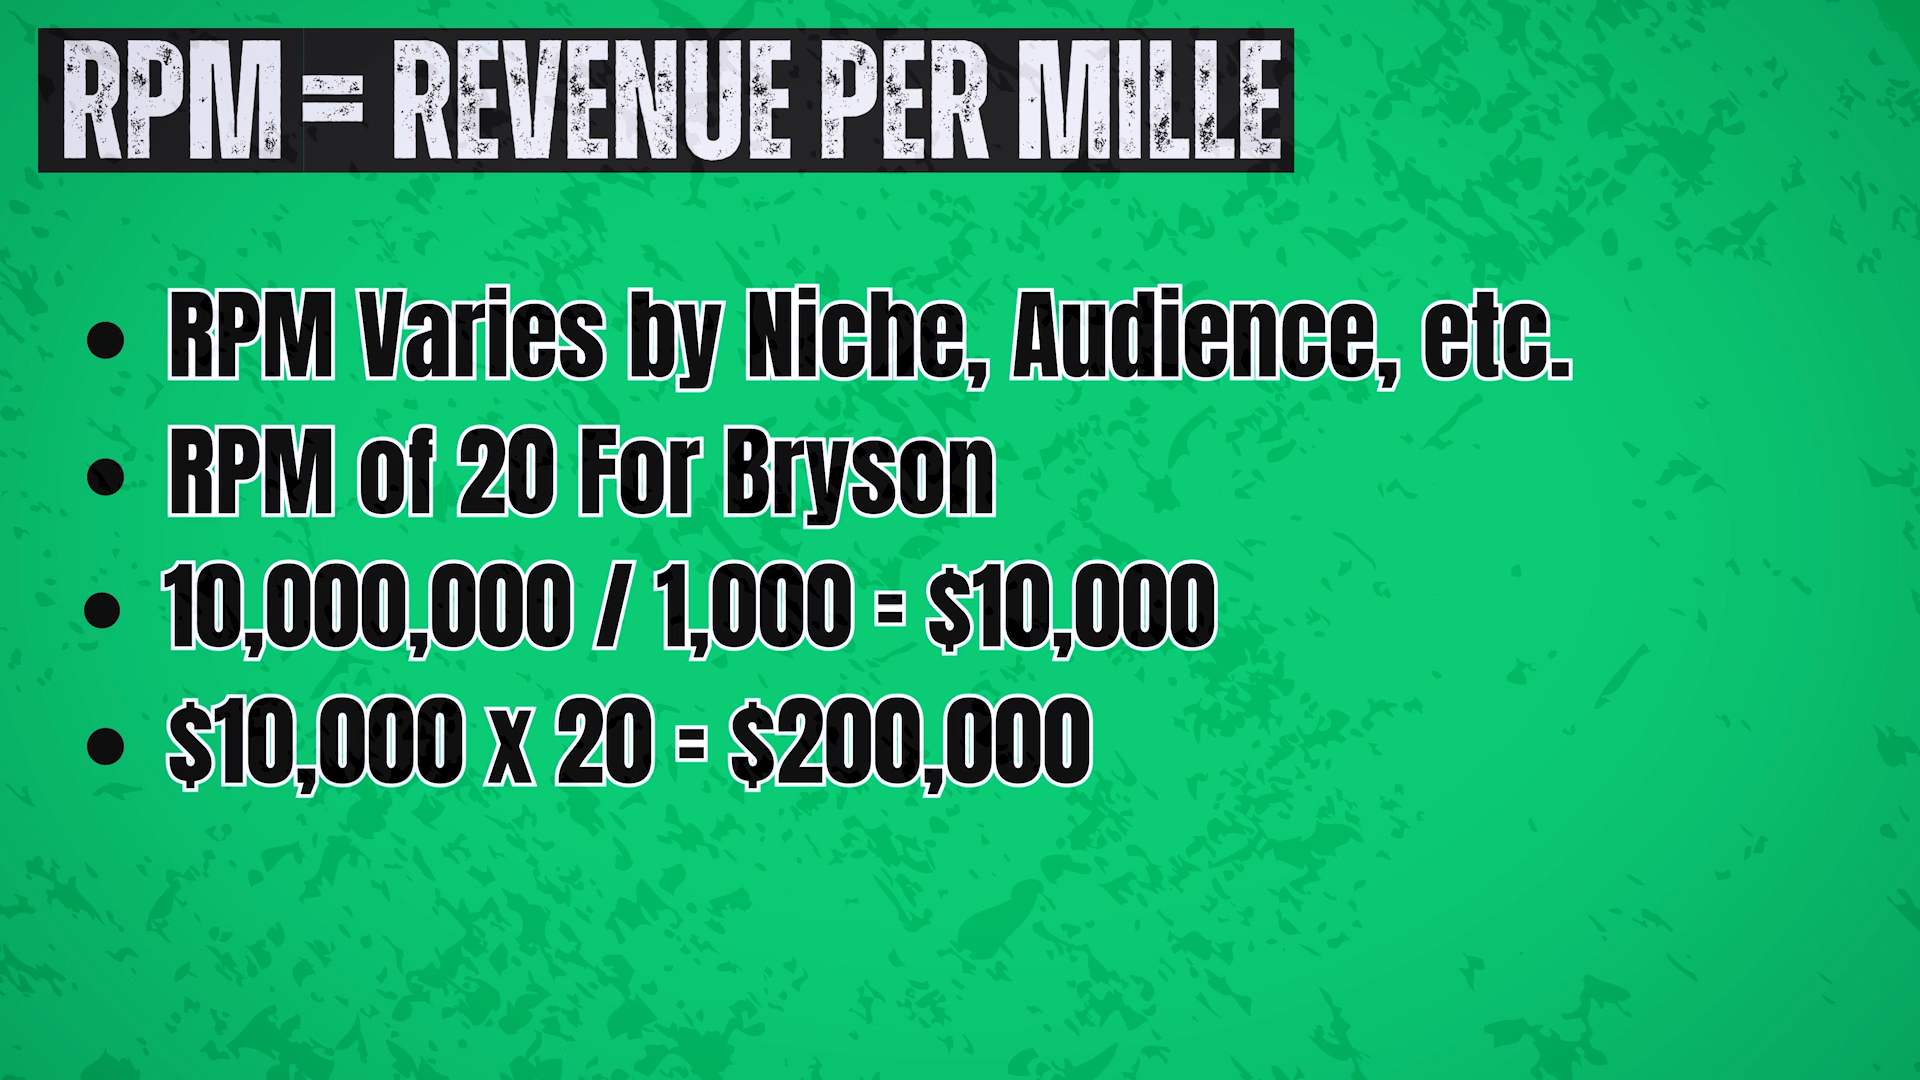 RPM = REVENUE PER MILLE
• RPM Varies by Niche, Audience, etc.
• RPM of 20 For Bryson
• 10,000,000 / 1,000 = $10,000
• $10,000 x 20 = $200,000